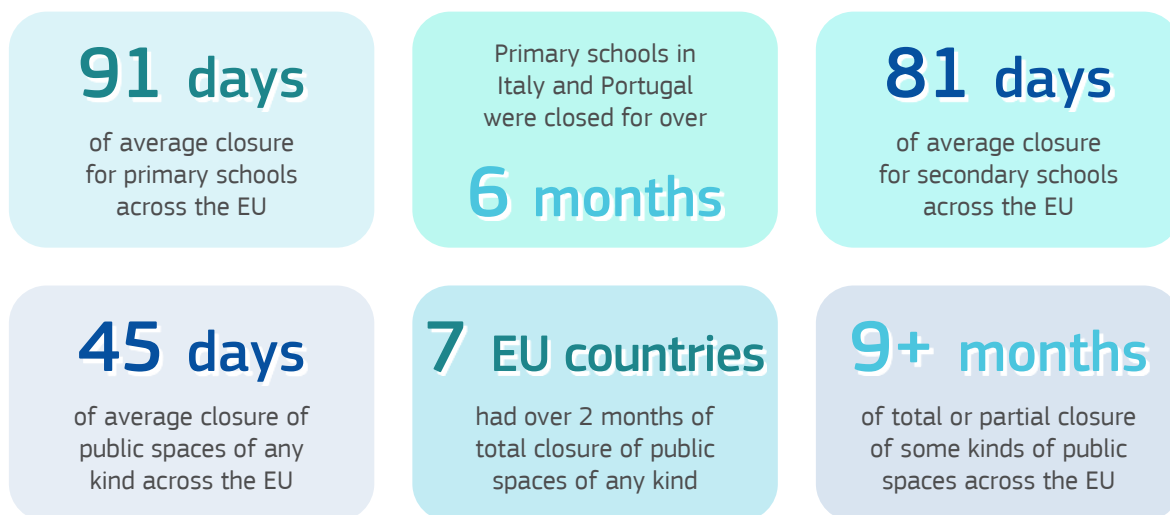 91 days
of average closure
for primary schools
across the EU
Primary schools in
Italy and Portugal
were closed for over
6 months
81 days
of average closure
for secondary schools
across the EU
45 days
of average closure of
public spaces of any
kind across the EU
7 EU countries
had over 2 months of
total closure of public
spaces of any kind
9+ months
of total or partial closure
of some kinds of public
spaces across the EU